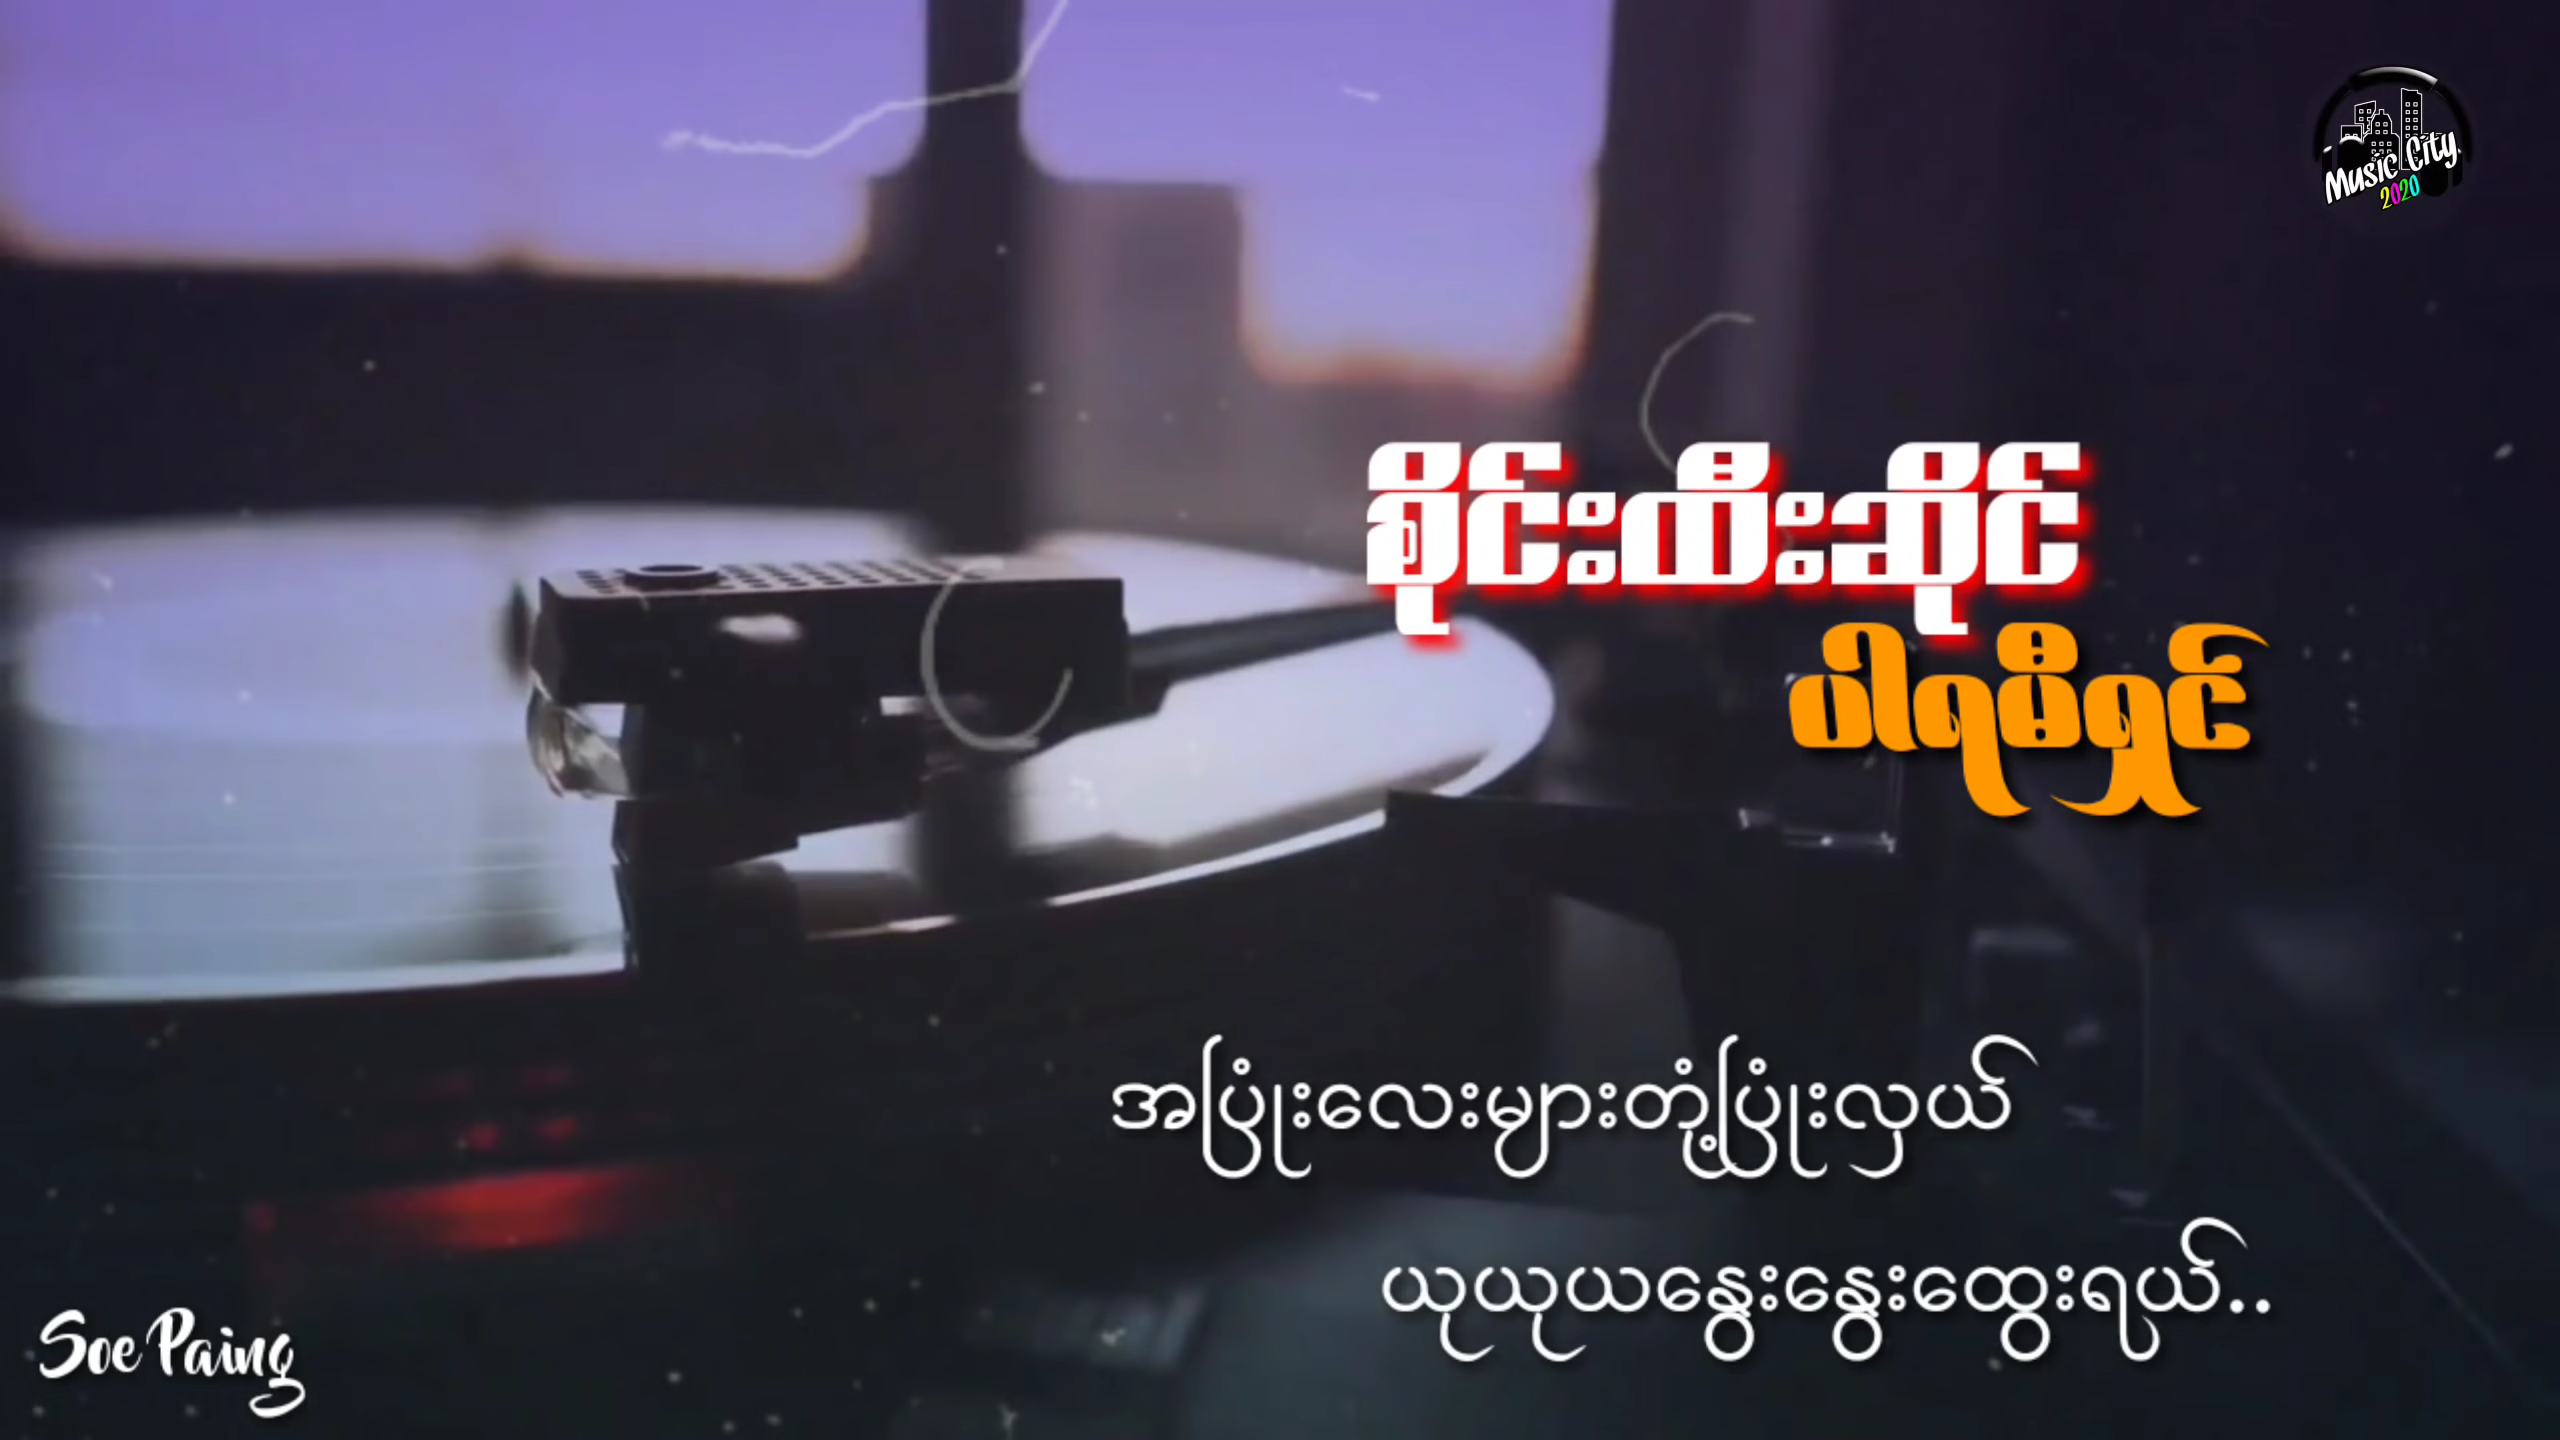 Music City
2020
စိုင်းထီးဆိုင်
ပါရမီရှင်
အပြုံးလေးများတုံ့ပြုံးလှယ်
ယုယုယနွေးနွေးထွေးရယ်..
Soe Paing